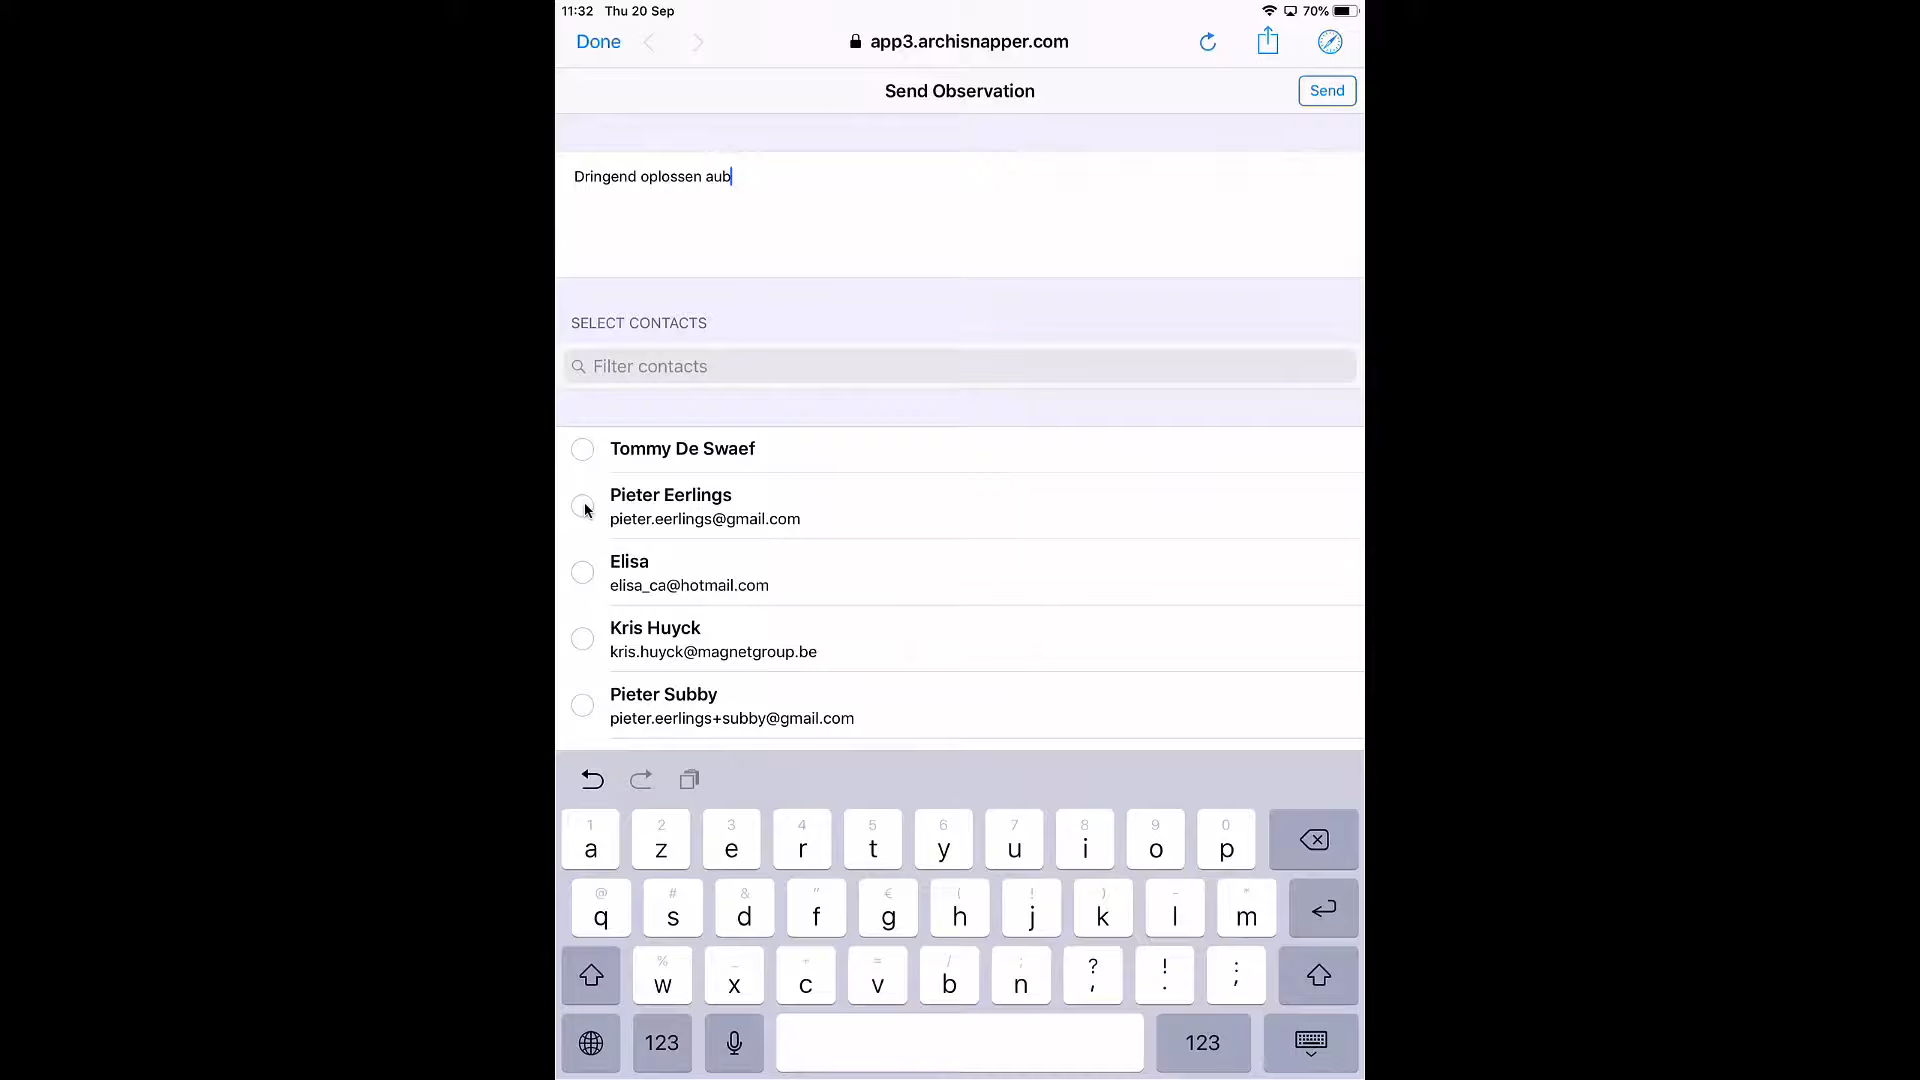 11:32 Thu 20 Sep 70%
Done app3.archisnapper.com
Send Observation Send
Dringend oplossen aub
SELECT CONTACTS
Filter contacts
Tommy De Swaef
Pieter Eerlings
pieter.eerlings@gmail.com
Elisa
elisa_ca@hotmail.com
Kris Huyck
kris.huyck@magnetgroup.be
Pieter Subby
pieter.eerlings+subby@gmail.com
1 2 3 4 5 6 7 8 9 0
a z e r t y u i o p
@ # & " € ( ! ) - *
q s d f g h j k l m
% _ + = / ; ? ! :
w x c v b n , . ;
123 123